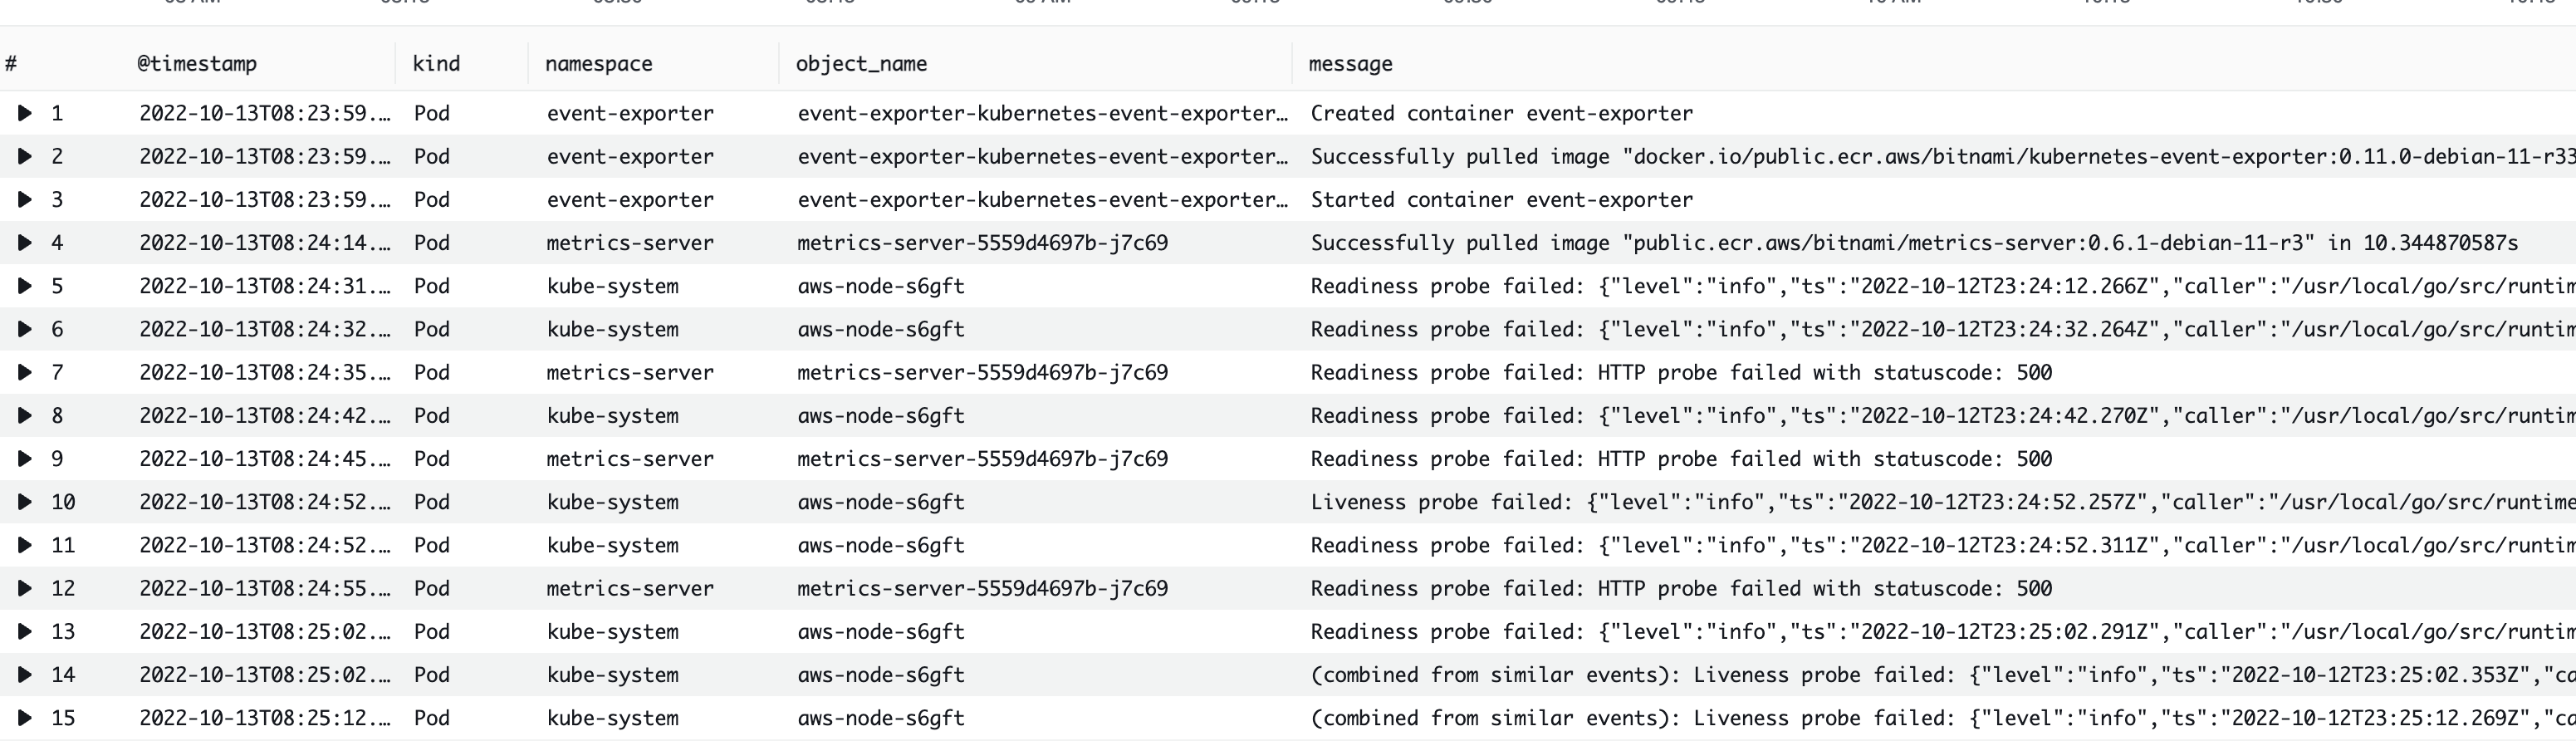 # @timestamp kind namespace object_name message
1 2022-10-13T08:23:59.… Pod event-exporter event-exporter-kubernetes-event-exporter… Created container event-exporter
2 2022-10-13T08:23:59.… Pod event-exporter event-exporter-kubernetes-event-exporter… Successfully pulled image "docker.io/public.ecr.aws/bitnami/kubernetes-event-exporter:0.11.0-debian-11-r33
3 2022-10-13T08:23:59.… Pod event-exporter event-exporter-kubernetes-event-exporter… Started container event-exporter
4 2022-10-13T08:24:14.… Pod metrics-server metrics-server-5559d4697b-j7c69 Successfully pulled image "public.ecr.aws/bitnami/metrics-server:0.6.1-debian-11-r3" in 10.344870587s
5 2022-10-13T08:24:31.… Pod kube-system aws-node-s6gft Readiness probe failed: {"level":"info","ts":"2022-10-12T23:24:12.266Z","caller":"/usr/local/go/src/runtim
6 2022-10-13T08:24:32.… Pod kube-system aws-node-s6gft Readiness probe failed: {"level":"info","ts":"2022-10-12T23:24:32.264Z","caller":"/usr/local/go/src/runtim
7 2022-10-13T08:24:35.… Pod metrics-server metrics-server-5559d4697b-j7c69 Readiness probe failed: HTTP probe failed with statuscode: 500
8 2022-10-13T08:24:42.… Pod kube-system aws-node-s6gft Readiness probe failed: {"level":"info","ts":"2022-10-12T23:24:42.270Z","caller":"/usr/local/go/src/runtim
9 2022-10-13T08:24:45.… Pod metrics-server metrics-server-5559d4697b-j7c69 Readiness probe failed: HTTP probe failed with statuscode: 500
10 2022-10-13T08:24:52.… Pod kube-system aws-node-s6gft Liveness probe failed: {"level":"info","ts":"2022-10-12T23:24:52.257Z","caller":"/usr/local/go/src/runtime
11 2022-10-13T08:24:52.… Pod kube-system aws-node-s6gft Readiness probe failed: {"level":"info","ts":"2022-10-12T23:24:52.311Z","caller":"/usr/local/go/src/runtim
12 2022-10-13T08:24:55.… Pod metrics-server metrics-server-5559d4697b-j7c69 Readiness probe failed: HTTP probe failed with statuscode: 500
13 2022-10-13T08:25:02.… Pod kube-system aws-node-s6gft Readiness probe failed: {"level":"info","ts":"2022-10-12T23:25:02.291Z","caller":"/usr/local/go/src/runtim
14 2022-10-13T08:25:02.… Pod kube-system aws-node-s6gft (combined from similar events): Liveness probe failed: {"level":"info","ts":"2022-10-12T23:25:02.353Z","ca
15 2022-10-13T08:25:12.… Pod kube-system aws-node-s6gft (combined from similar events): Liveness probe failed: {"level":"info","ts":"2022-10-12T23:25:12.269Z","ca